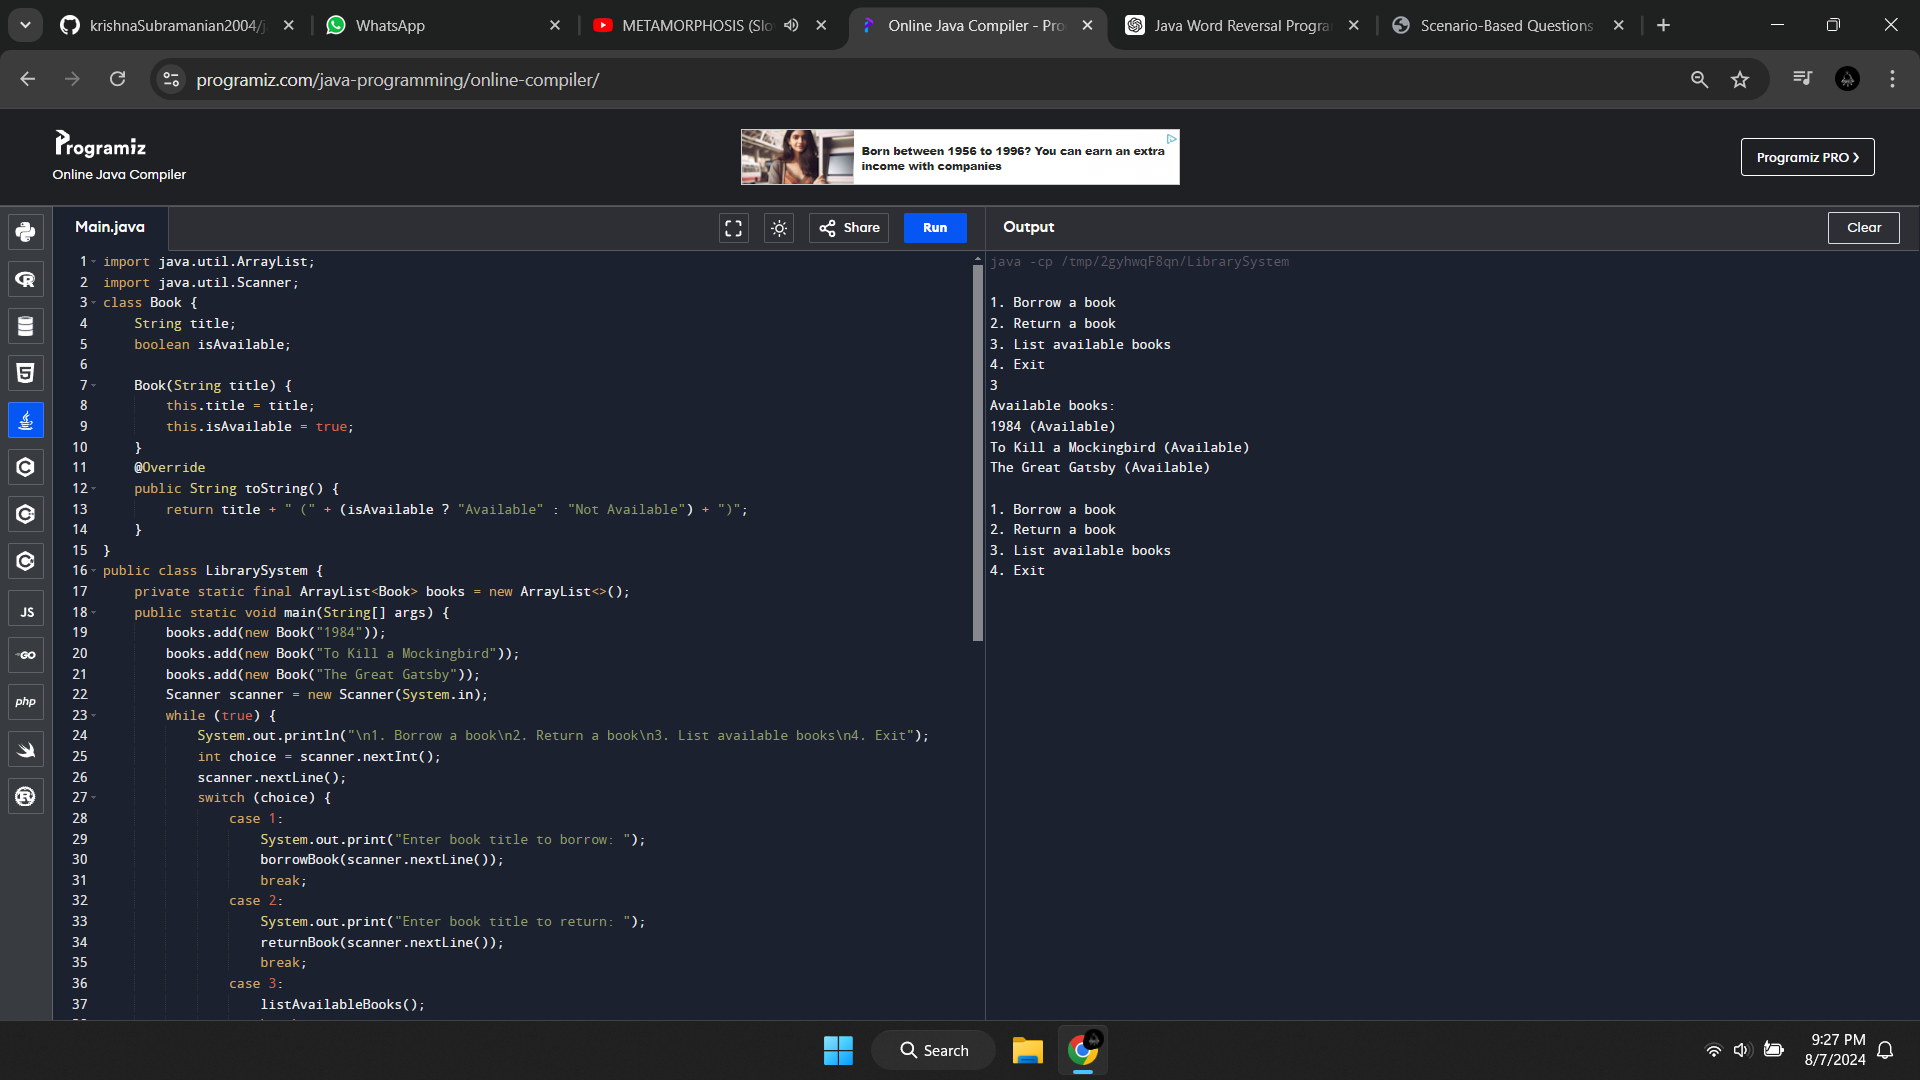 krishnaSubramanian2004/j
WhatsApp
METAMORPHOSIS (Slo
Online Java Compiler - Pro
Java Word Reversal Progra
Scenario-Based Questions
programiz.com/java-programming/online-compiler/
Programiz
Online Java Compiler
Born between 1956 to 1996? You can earn an extra
income with companies
Programiz PRO
Main.java
Share
Run
Output
Clear
1 import java.util.ArrayList;
2 import java.util.Scanner;
3 class Book {
4 String title;
5 boolean isAvailable;
6
7 Book(String title) {
8 this.title = title;
9 this.isAvailable = true;
10 }
11 @Override
12 public String toString() {
13 return title + " (" + (isAvailable ? "Available" : "Not Available") + ")";
14 }
15 }
16 public class LibrarySystem {
17 private static final ArrayList<Book> books = new ArrayList<>();
18 public static void main(String[] args) {
19 books.add(new Book("1984"));
20 books.add(new Book("To Kill a Mockingbird"));
21 books.add(new Book("The Great Gatsby"));
22 Scanner scanner = new Scanner(System.in);
23 while (true) {
24 System.out.println("\n1. Borrow a book\n2. Return a book\n3. List available books\n4. Exit");
25 int choice = scanner.nextInt();
26 scanner.nextLine();
27 switch (choice) {
28 case 1:
29 System.out.print("Enter book title to borrow: ");
30 borrowBook(scanner.nextLine());
31 break;
32 case 2:
33 System.out.print("Enter book title to return: ");
34 returnBook(scanner.nextLine());
35 break;
36 case 3:
37 listAvailableBooks();
java -cp /tmp/2gyhwqF8qn/LibrarySystem
1. Borrow a book
2. Return a book
3. List available books
4. Exit
3
Available books:
1984 (Available)
To Kill a Mockingbird (Available)
The Great Gatsby (Available)
1. Borrow a book
2. Return a book
3. List available books
4. Exit
JS
GO
php
Search
9:27 PM
8/7/2024